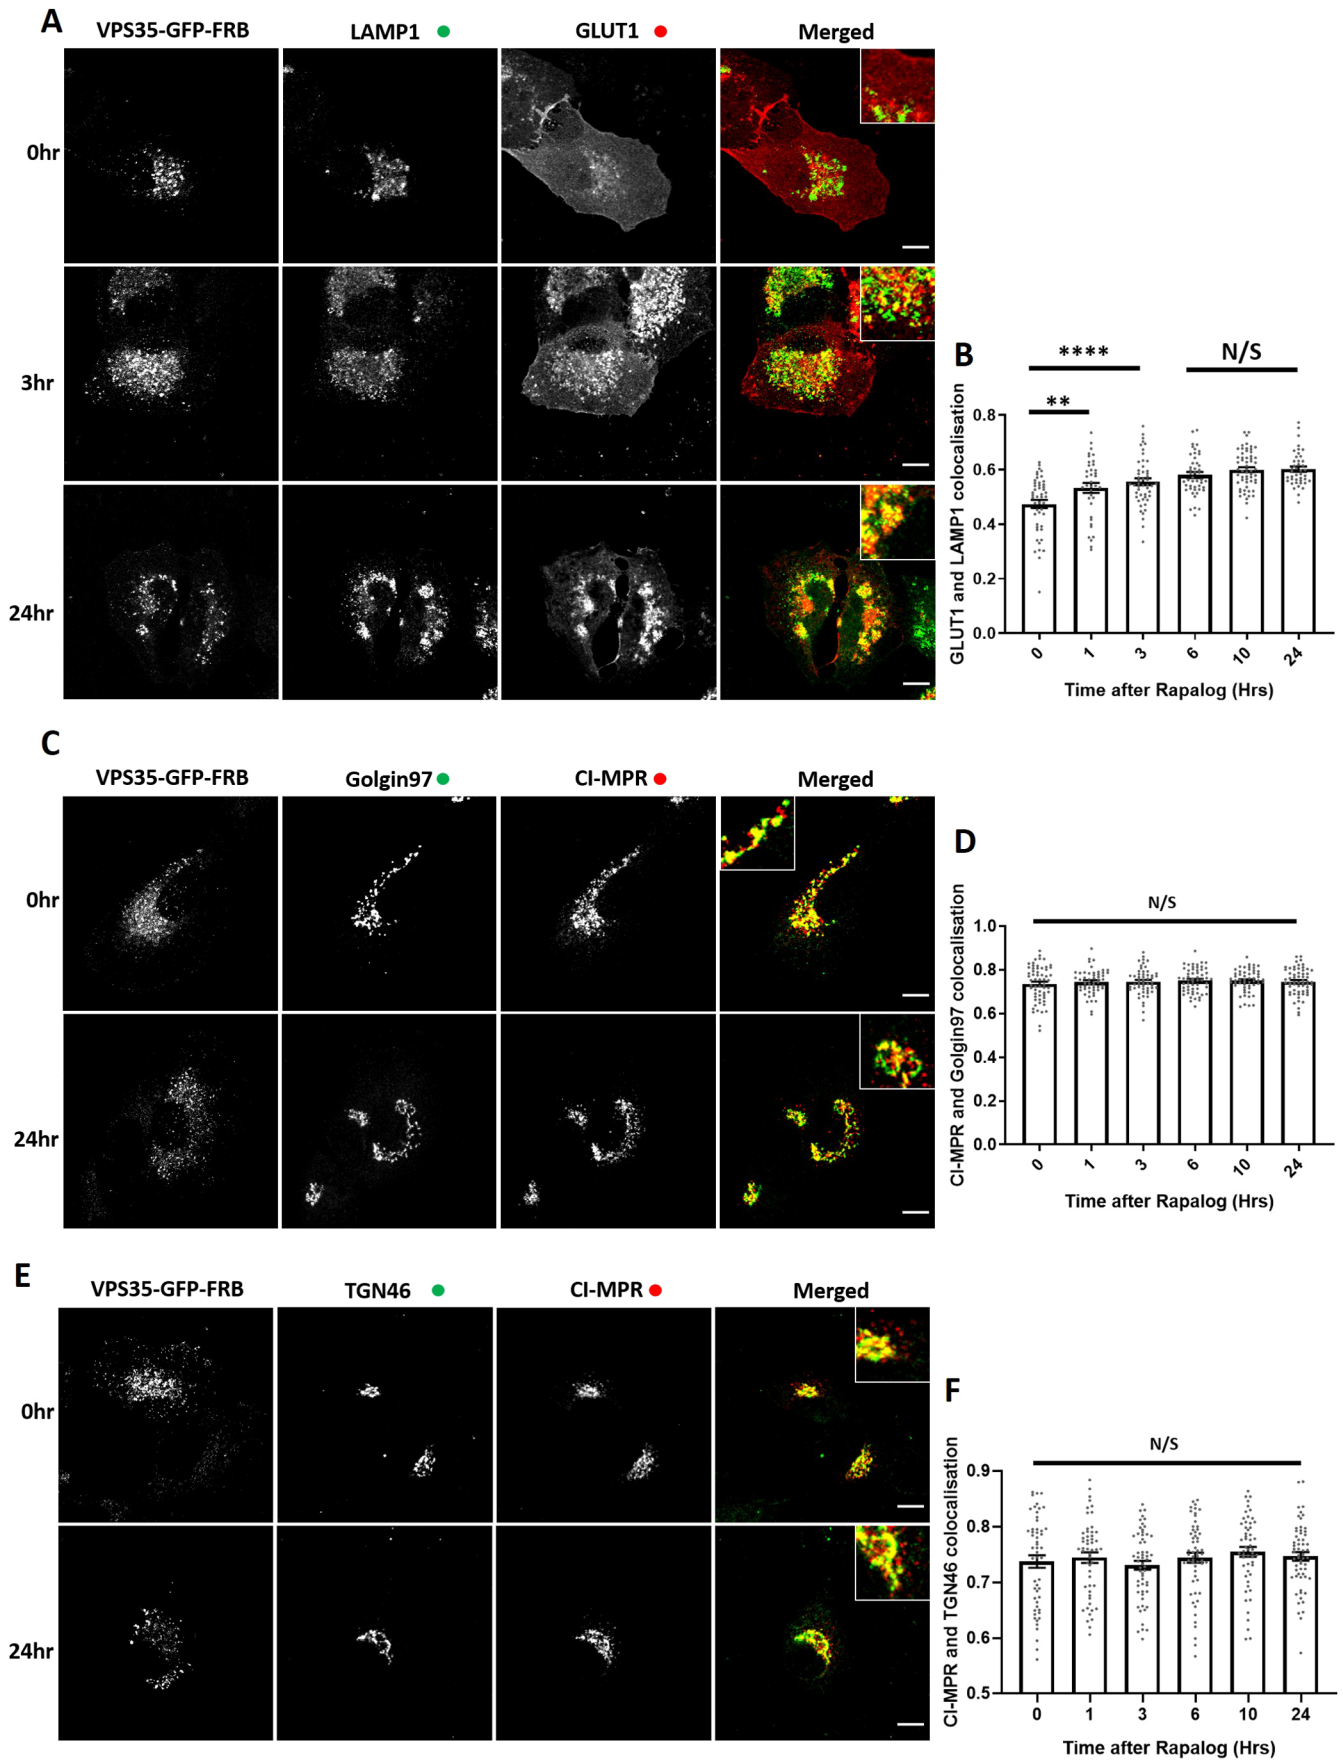 A
VPS35-GFP-FRB LAMP1 GLUT1 Merged
0hr
3hr
24hr
B
**** N/S
**
GLUT1 and LAMP1 colocalisation
0.8
0.6
0.4
0.2
0.0
0 1 3 6 10 24
Time after Rapalog (Hrs)
C
VPS35-GFP-FRB Golgin97 CI-MPR Merged
0hr
24hr
D
N/S
CI-MPR and Golgin97 colocalisation
1.0
0.8
0.6
0.4
0.2
0.0
0 1 3 6 10 24
Time after Rapalog (Hrs)
E
VPS35-GFP-FRB TGN46 CI-MPR Merged
0hr
24hr
F
N/S
CI-MPR and TGN46 colocalisation
0.9
0.8
0.7
0.6
0.5
0 1 3 6 10 24
Time after Rapalog (Hrs)